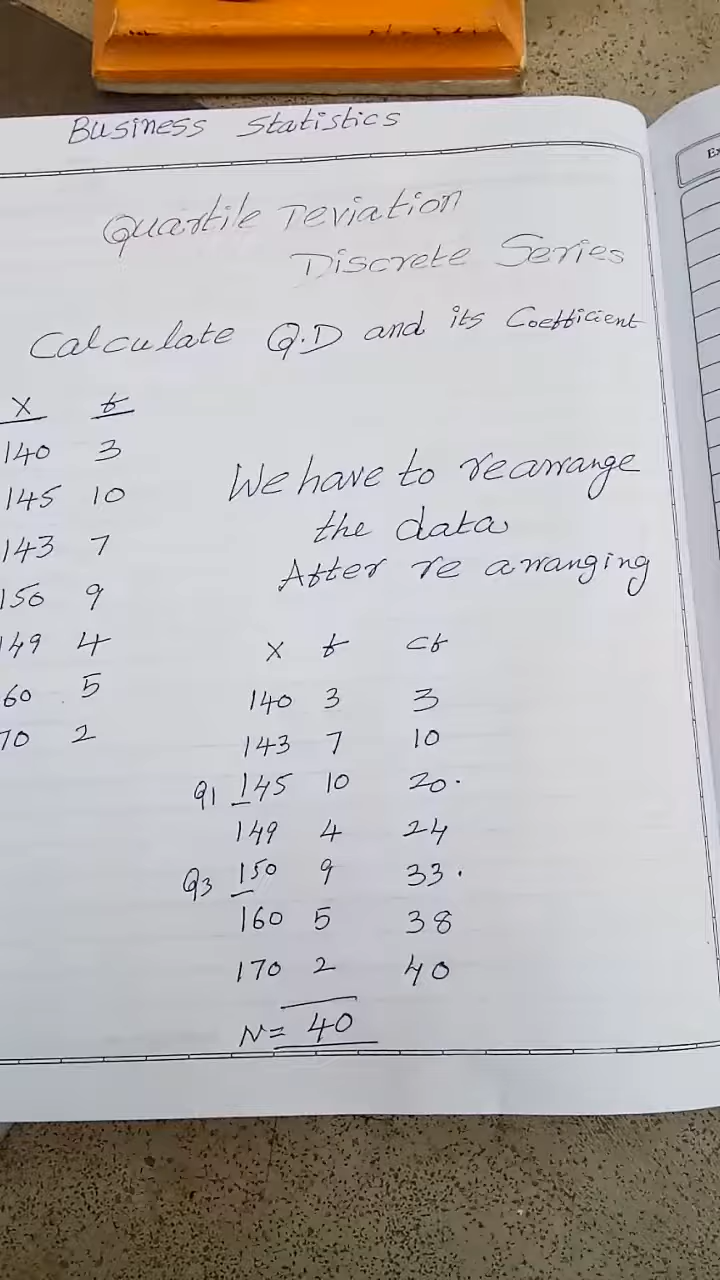 Business Statistics
Quartile Deviation
Discrete Series
Calculate Q.D and its Coefficient
X f
140 3
145 10
143 7
150 9
149 4
60 5
70 2
We have to rearrange
the data
After re arranging
X f cf
140 3 3
143 7 10
Q1 145 10 20.
149 4 24
Q3 150 9 33.
160 5 38
170 2 40
N= 40